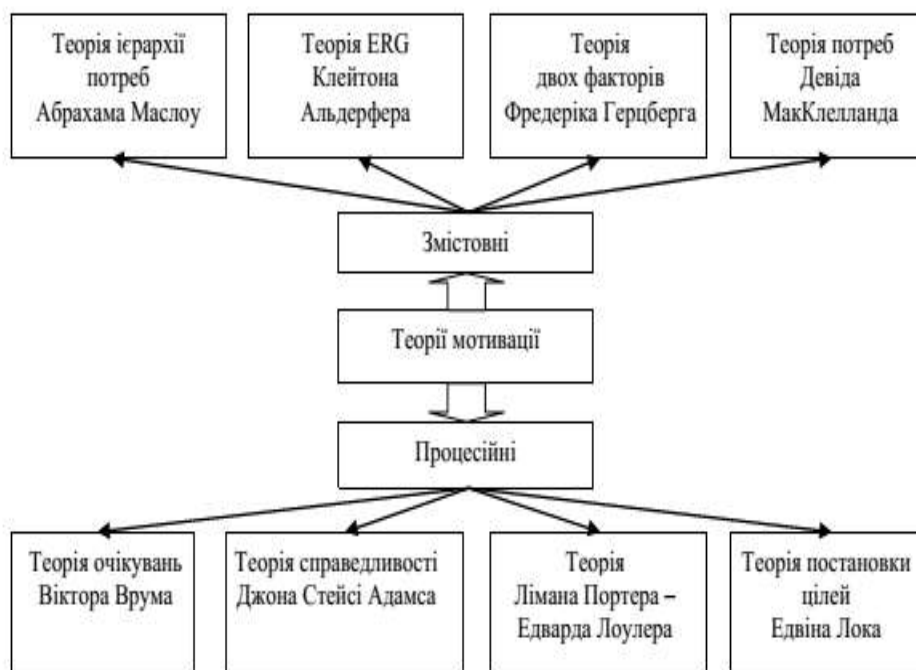 Теорія ієрархії
потреб
Абрахама Маслоу
Теорія ERG
Клейтона
Альдерфера
Теорія
двох факторів
Фредеріка Герцберга
Теорія потреб
Девіда
МакКлелланда
Змістовні
Теорії мотивації
Процесійні
Теорія очікувань
Віктора Врума
Теорія справедливості
Джона Стейсі Адамса
Теорія
Лімана Портера –
Едварда Лоулера
Теорія постановки
цілей
Едвіна Лока